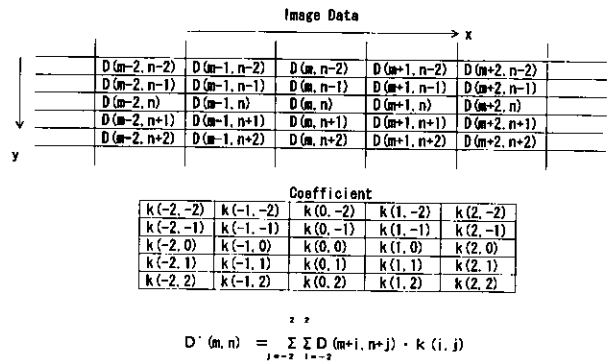 Image Data
x
D(m-2, n-2) D(m-1, n-2) D(m, n-2) D(m+1, n-2) D(m+2, n-2)
D(m-2, n-1) D(m-1, n-1) D(m, n-1) D(m+1, n-1) D(m+2, n-1)
D(m-2, n) D(m-1, n) D(m, n) D(m+1, n) D(m+2, n)
D(m-2, n+1) D(m-1, n+1) D(m, n+1) D(m+1, n+1) D(m+2, n+1)
D(m-2, n+2) D(m-1, n+2) D(m, n+2) D(m+1, n+2) D(m+2, n+2)
y
Coefficient
k(-2, -2) k(-1, -2) k(0, -2) k(1, -2) k(2, -2)
k(-2, -1) k(-1, -1) k(0, -1) k(1, -1) k(2, -1)
k(-2, 0) k(-1, 0) k(0, 0) k(1, 0) k(2, 0)
k(-2, 1) k(-1, 1) k(0, 1) k(1, 1) k(2, 1)
k(-2, 2) k(-1, 2) k(0, 2) k(1, 2) k(2, 2)
2 2
D'(m, n) = Σ Σ D(m+i, n+j) · k(i, j)
j=-2 i=-2